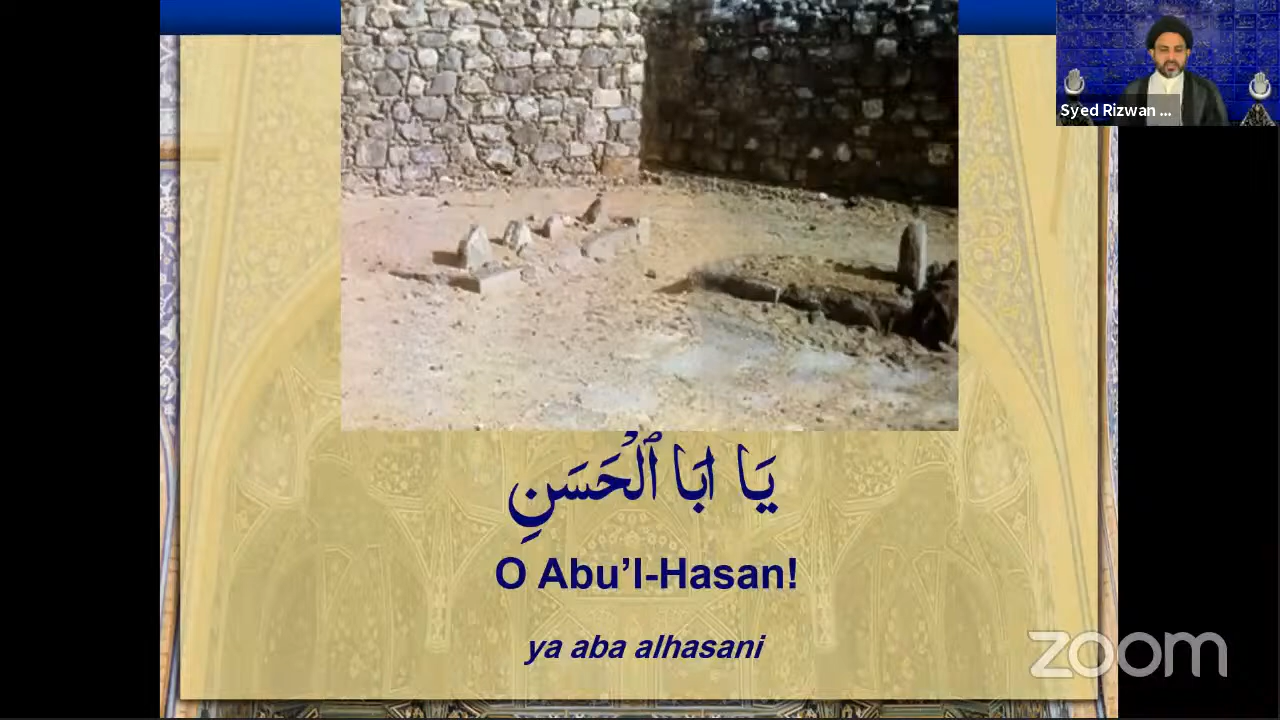 Syed Rizwan ...
يَا اَبَا ٱلْحَسَنِ
O Abu’l-Hasan!
ya aba alhasani
zoom